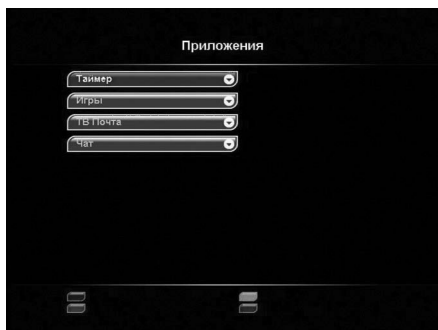 Приложения
Таймер
Игры
ТВ Почта
Чат